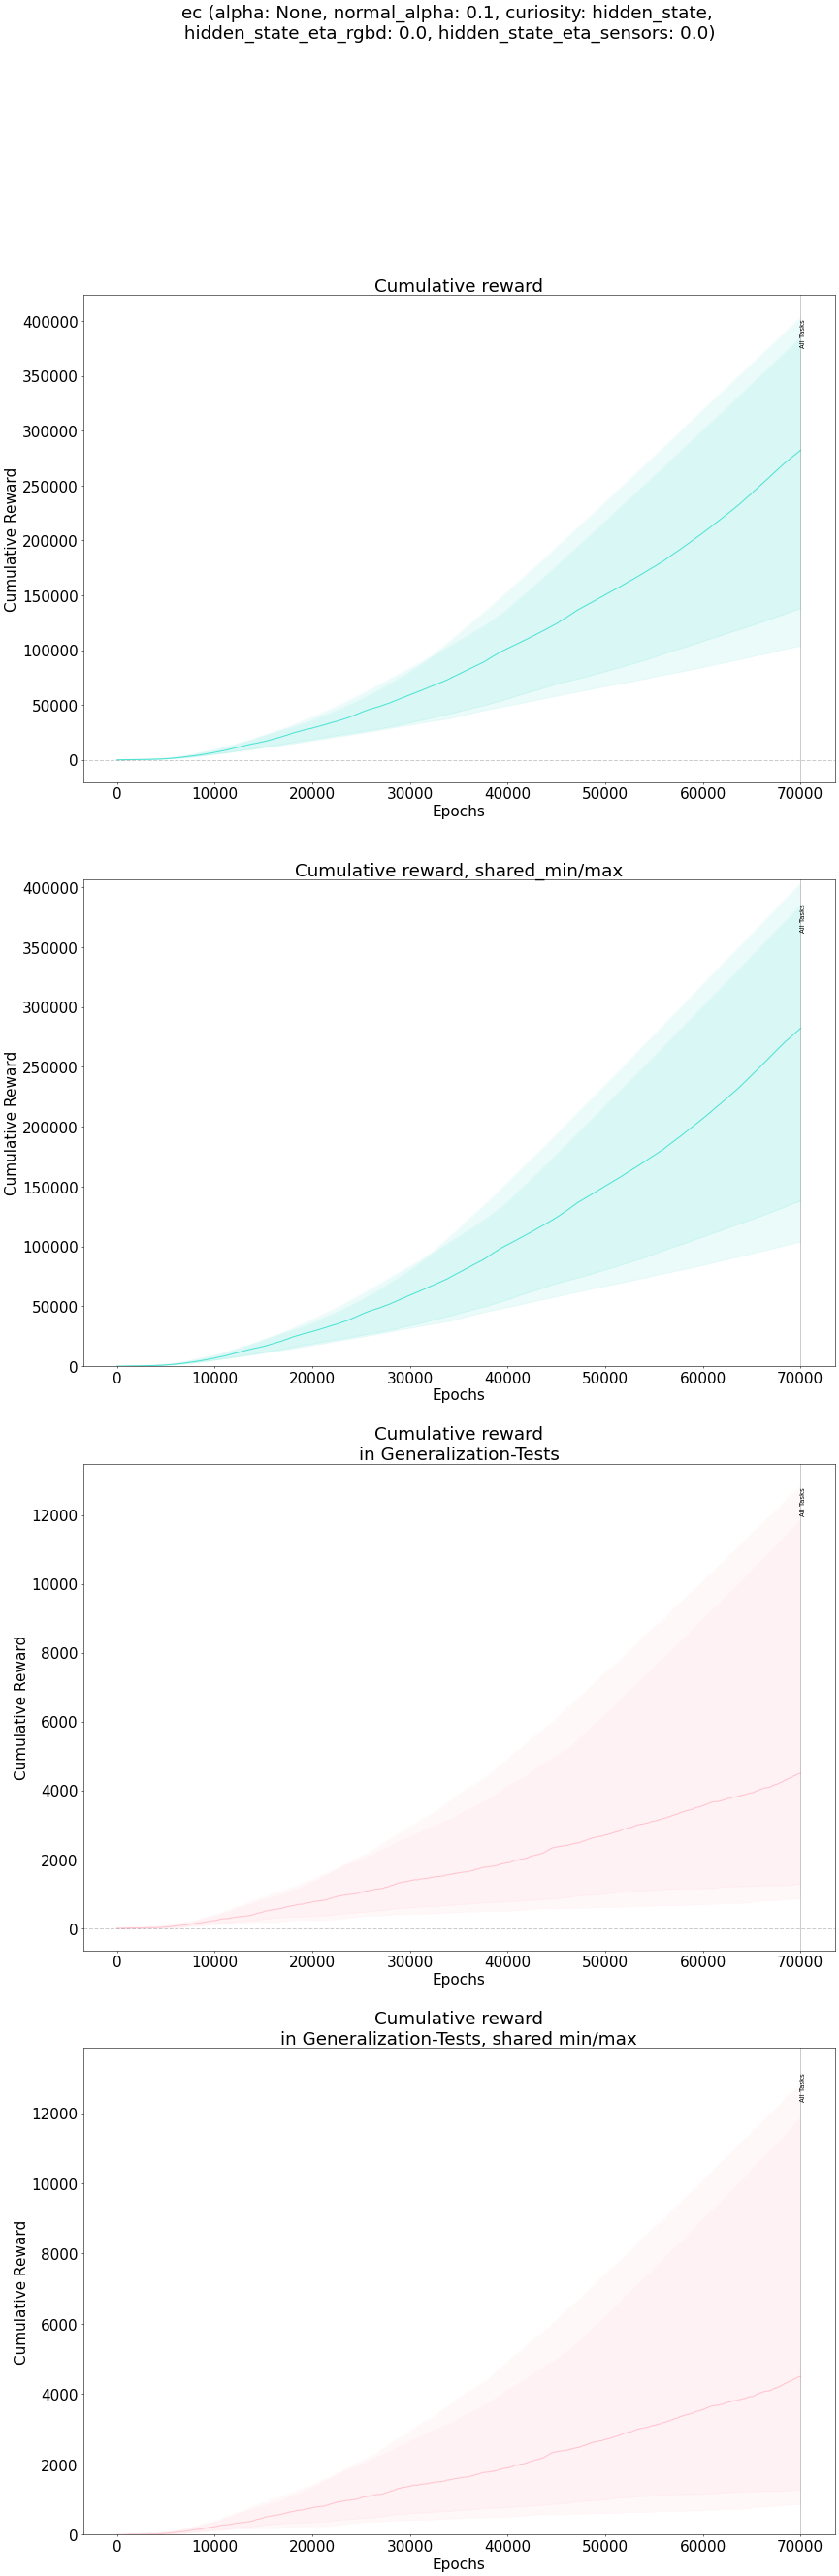 ec (alpha: None, normal_alpha: 0.1, curiosity: hidden_state,
hidden_state_eta_rgbd: 0.0, hidden_state_eta_sensors: 0.0)
Cumulative reward
400000
350000
300000
250000
200000
150000
100000
50000
0
Cumulative Reward
All Tasks
0 10000 20000 30000 40000 50000 60000 70000
Epochs
Cumulative reward, shared_min/max
400000
350000
300000
250000
200000
150000
100000
50000
0
Cumulative Reward
All Tasks
0 10000 20000 30000 40000 50000 60000 70000
Epochs
Cumulative reward
in Generalization-Tests
12000
10000
8000
6000
4000
2000
0
Cumulative Reward
All Tasks
0 10000 20000 30000 40000 50000 60000 70000
Epochs
Cumulative reward
in Generalization-Tests, shared min/max
12000
10000
8000
6000
4000
2000
0
Cumulative Reward
All Tasks
0 10000 20000 30000 40000 50000 60000 70000
Epochs